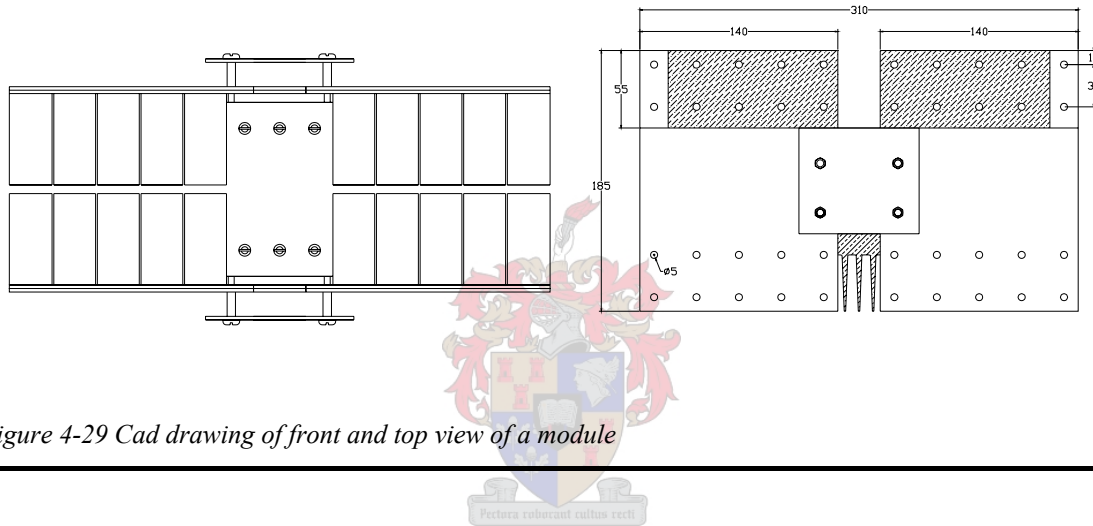 310
140
140
55
185
ø5
igure 4-29 Cad drawing of front and top view of a module
Pectora roborant cultus recti